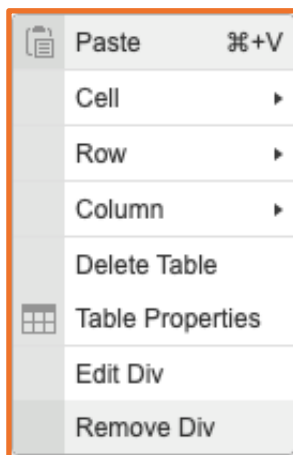 Paste ⌘+V
Cell
Row
Column
Delete Table
Table Properties
Edit Div
Remove Div